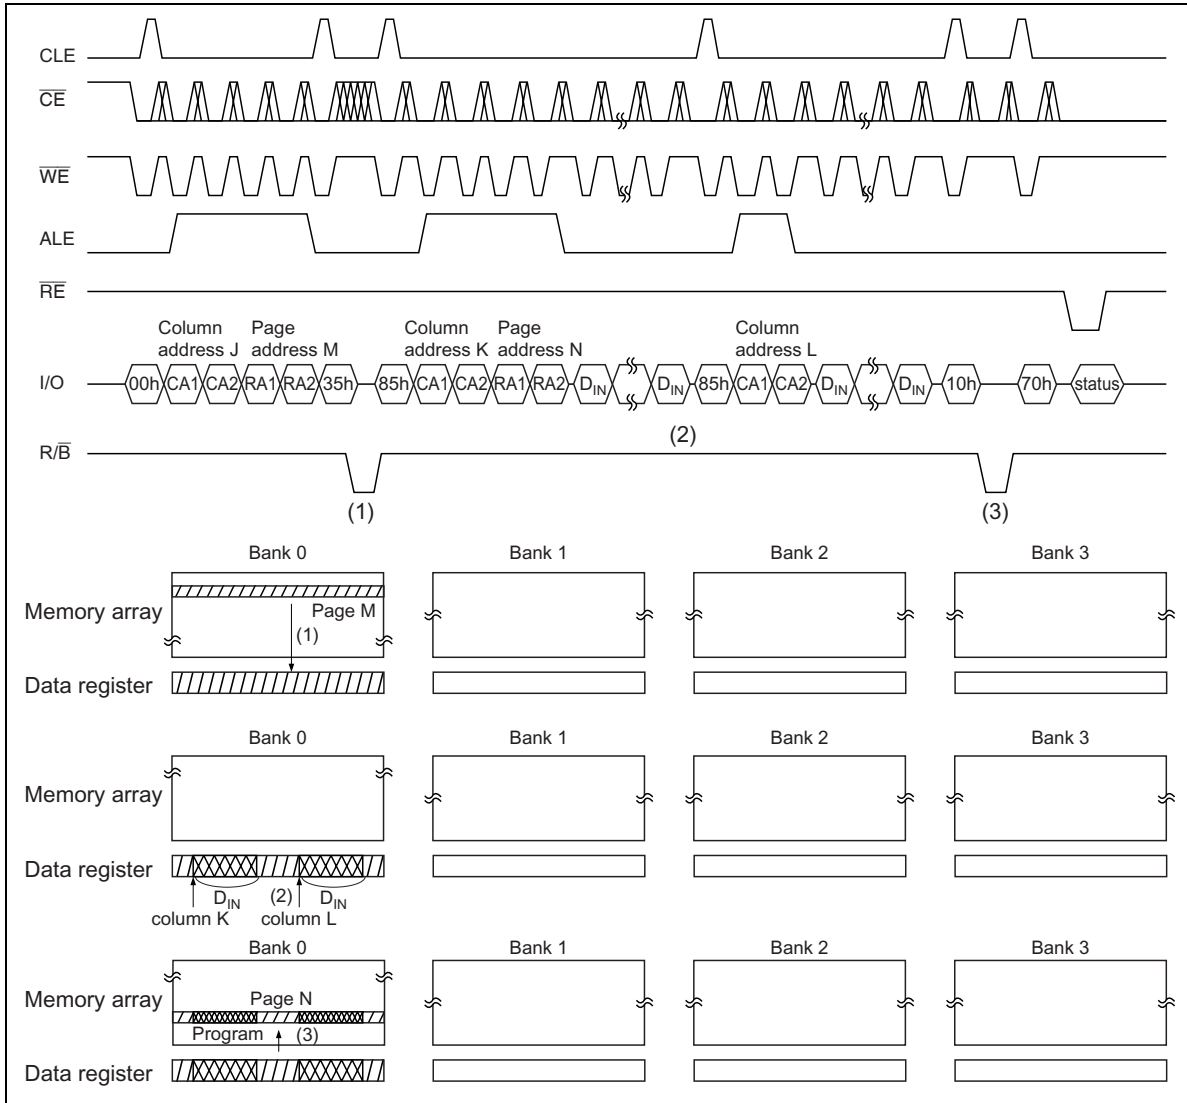 CLE
CE
WE
ALE
RE
Column address J Page address M Column address K Page address N Column address L
I/O 00h CA1 CA2 RA1 RA2 35h 85h CA1 CA2 RA1 RA2 DIN DIN 85h CA1 CA2 DIN DIN 10h 70h status
(2)
R/B
(1) (3)
Bank 0 Bank 1 Bank 2 Bank 3
Memory array Page M
(1)
Data register
Bank 0 Bank 1 Bank 2 Bank 3
Memory array
Data register
DIN (2) DIN
column K column L
Bank 0 Bank 1 Bank 2 Bank 3
Memory array Page N
Program (3)
Data register